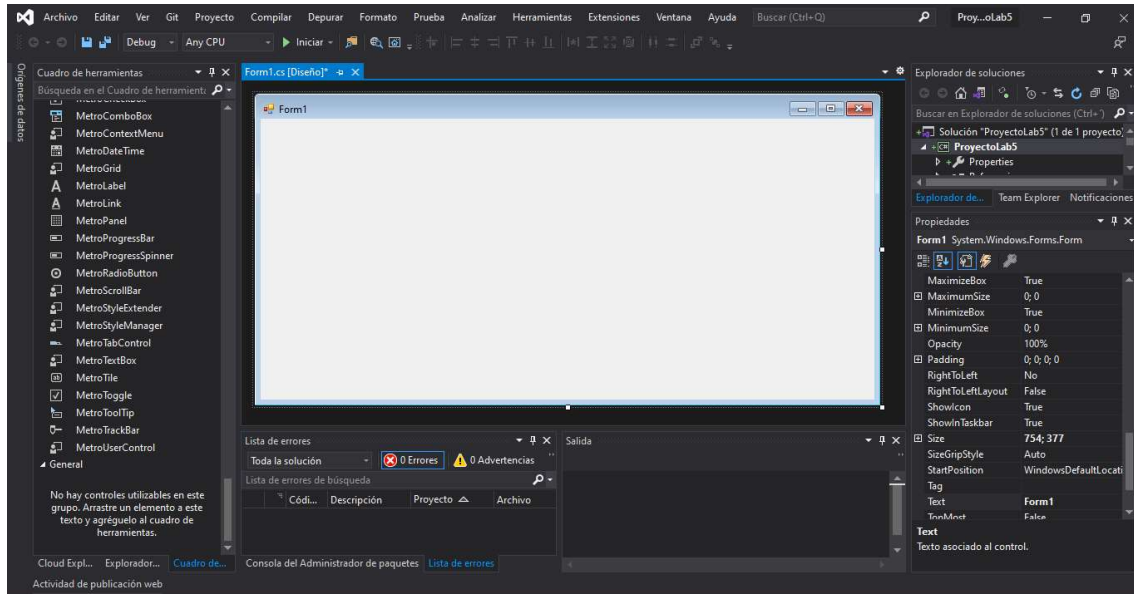 Archivo Editar Ver Git Proyecto Compilar Depurar Formato Prueba Analizar Herramientas Extensiones Ventana Ayuda Buscar (Ctrl+Q) Proy...oLab5
Debug Any CPU Iniciar
Orígenes de datos
Cuadro de herramientas
Búsqueda en el Cuadro de herramienta
MetroCheckBox
MetroComboBox
MetroContextMenu
MetroDateTime
MetroGrid
MetroLabel
MetroLink
MetroPanel
MetroProgressBar
MetroProgressSpinner
MetroRadioButton
MetroScrollBar
MetroStyleExtender
MetroStyleManager
MetroTabControl
MetroTextBox
MetroTile
MetroToggle
MetroToolTip
MetroTrackBar
MetroUserControl
General
No hay controles utilizables en este
grupo. Arrastre un elemento a este
texto y agréguelo al cuadro de
herramientas.
Cloud Expl... Explorador... Cuadro de...
Form1.cs [Diseño]*
Form1
Lista de errores
Toda la solución 0 Errores 0 Advertencias
Lista de errores de búsqueda
Códi... Descripción Proyecto Archivo
Consola del Administrador de paquetes Lista de errores
Salida
Explorador de soluciones
Buscar en Explorador de soluciones (Ctrl+´)
Solución "ProyectoLab5" (1 de 1 proyecto)
ProyectoLab5
Properties
Explorador de... Team Explorer Notificaciones
Propiedades
Form1 System.Windows.Forms.Form
MaximizeBox True
MaximumSize 0; 0
MinimizeBox True
MinimumSize 0; 0
Opacity 100%
Padding 0; 0; 0; 0
RightToLeft No
RightToLeftLayout False
ShowIcon True
ShowInTaskbar True
Size 754; 377
SizeGripStyle Auto
StartPosition WindowsDefaultLocati
Tag
Text Form1
TopMost False
Text
Texto asociado al control.
Actividad de publicación web